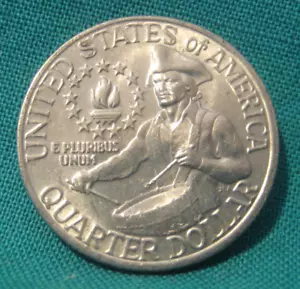 UNITED STATES of AMERICA
E PLURIBUS
UNUM
QUARTER DOLLAR